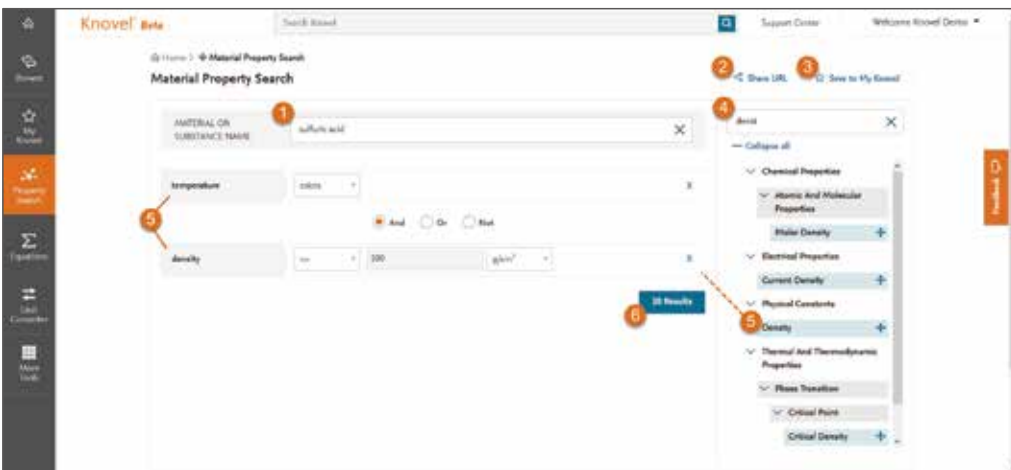 Knovel Beta
Search Knovel
Support Center
Welcome Knovel Demo
Home > Material Property Search
Material Property Search
2 Share URL
3 Save to My Knovel
Browse
My Knovel
Property Search
Equations
Unit Converter
More Tools
MATERIAL OR
SUBSTANCE NAME
1
sulfuric acid
X
temperature
exists
X
5
And
Or
Not
density
100
g/cm³
X
6
Results
4
densi
X
— Collapse all
Chemical Properties
Atomic And Molecular
Properties
Molar Density +
Electrical Properties
Current Density +
Physical Constants
5
Density +
Thermal And Thermodynamic
Properties
Phase Transition
Critical Point
Critical Density +
Feedback